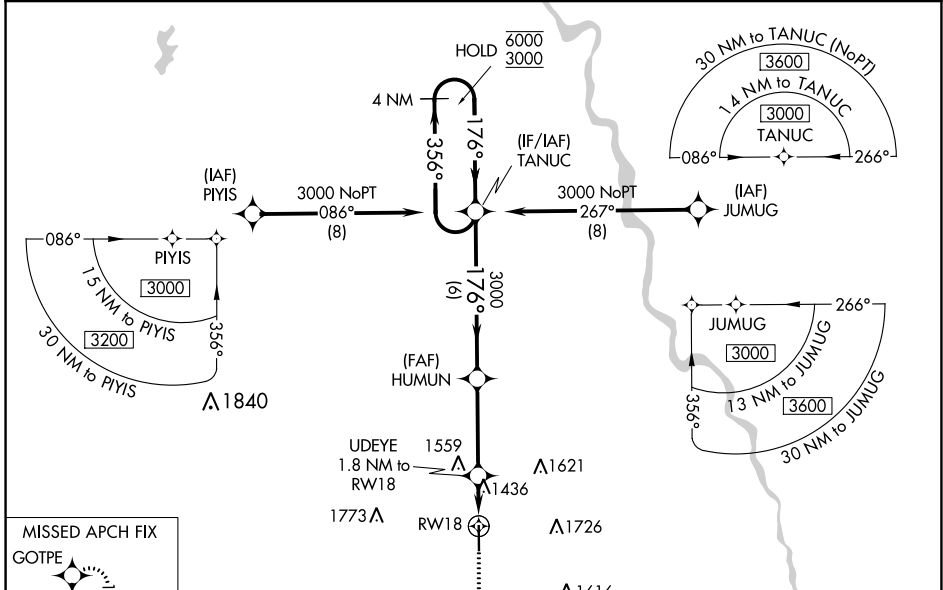 HOLD 6000
3000
4 NM
176°
356°
(IF/IAF)
TANUC
30 NM to TANUC (NoPT)
3600
14 NM to TANUC
3000
TANUC
086°
266°
(IAF)
PIYIS
3000 NoPT
086°
(8)
3000 NoPT
267°
(8)
(IAF)
JUMUG
086°
PIYIS
3000
15 NM to PIYIS
3200
30 NM to PIYIS
356°
1840
3000
176°
(6)
266°
JUMUG
3000
13 NM to JUMUG
3600
30 NM to JUMUG
356°
(FAF)
HUMUN
UDEYE
1.8 NM to
RW18
1559
1621
1436
1773
RW18
1726
MISSED APCH FIX
GOTPE